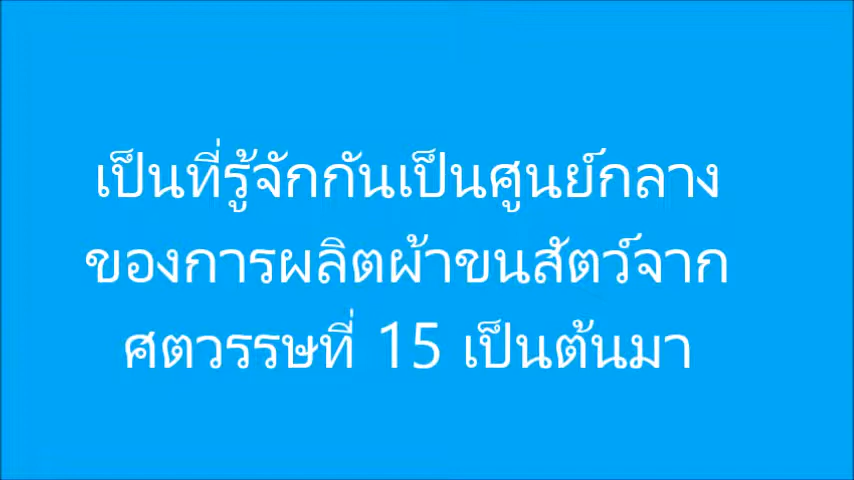 เป็นที่รู้จักกันเป็นศูนย์กลาง
ของการผลิตผ้าขนสัตว์จาก
ศตวรรษที่ 15 เป็นต้นมา